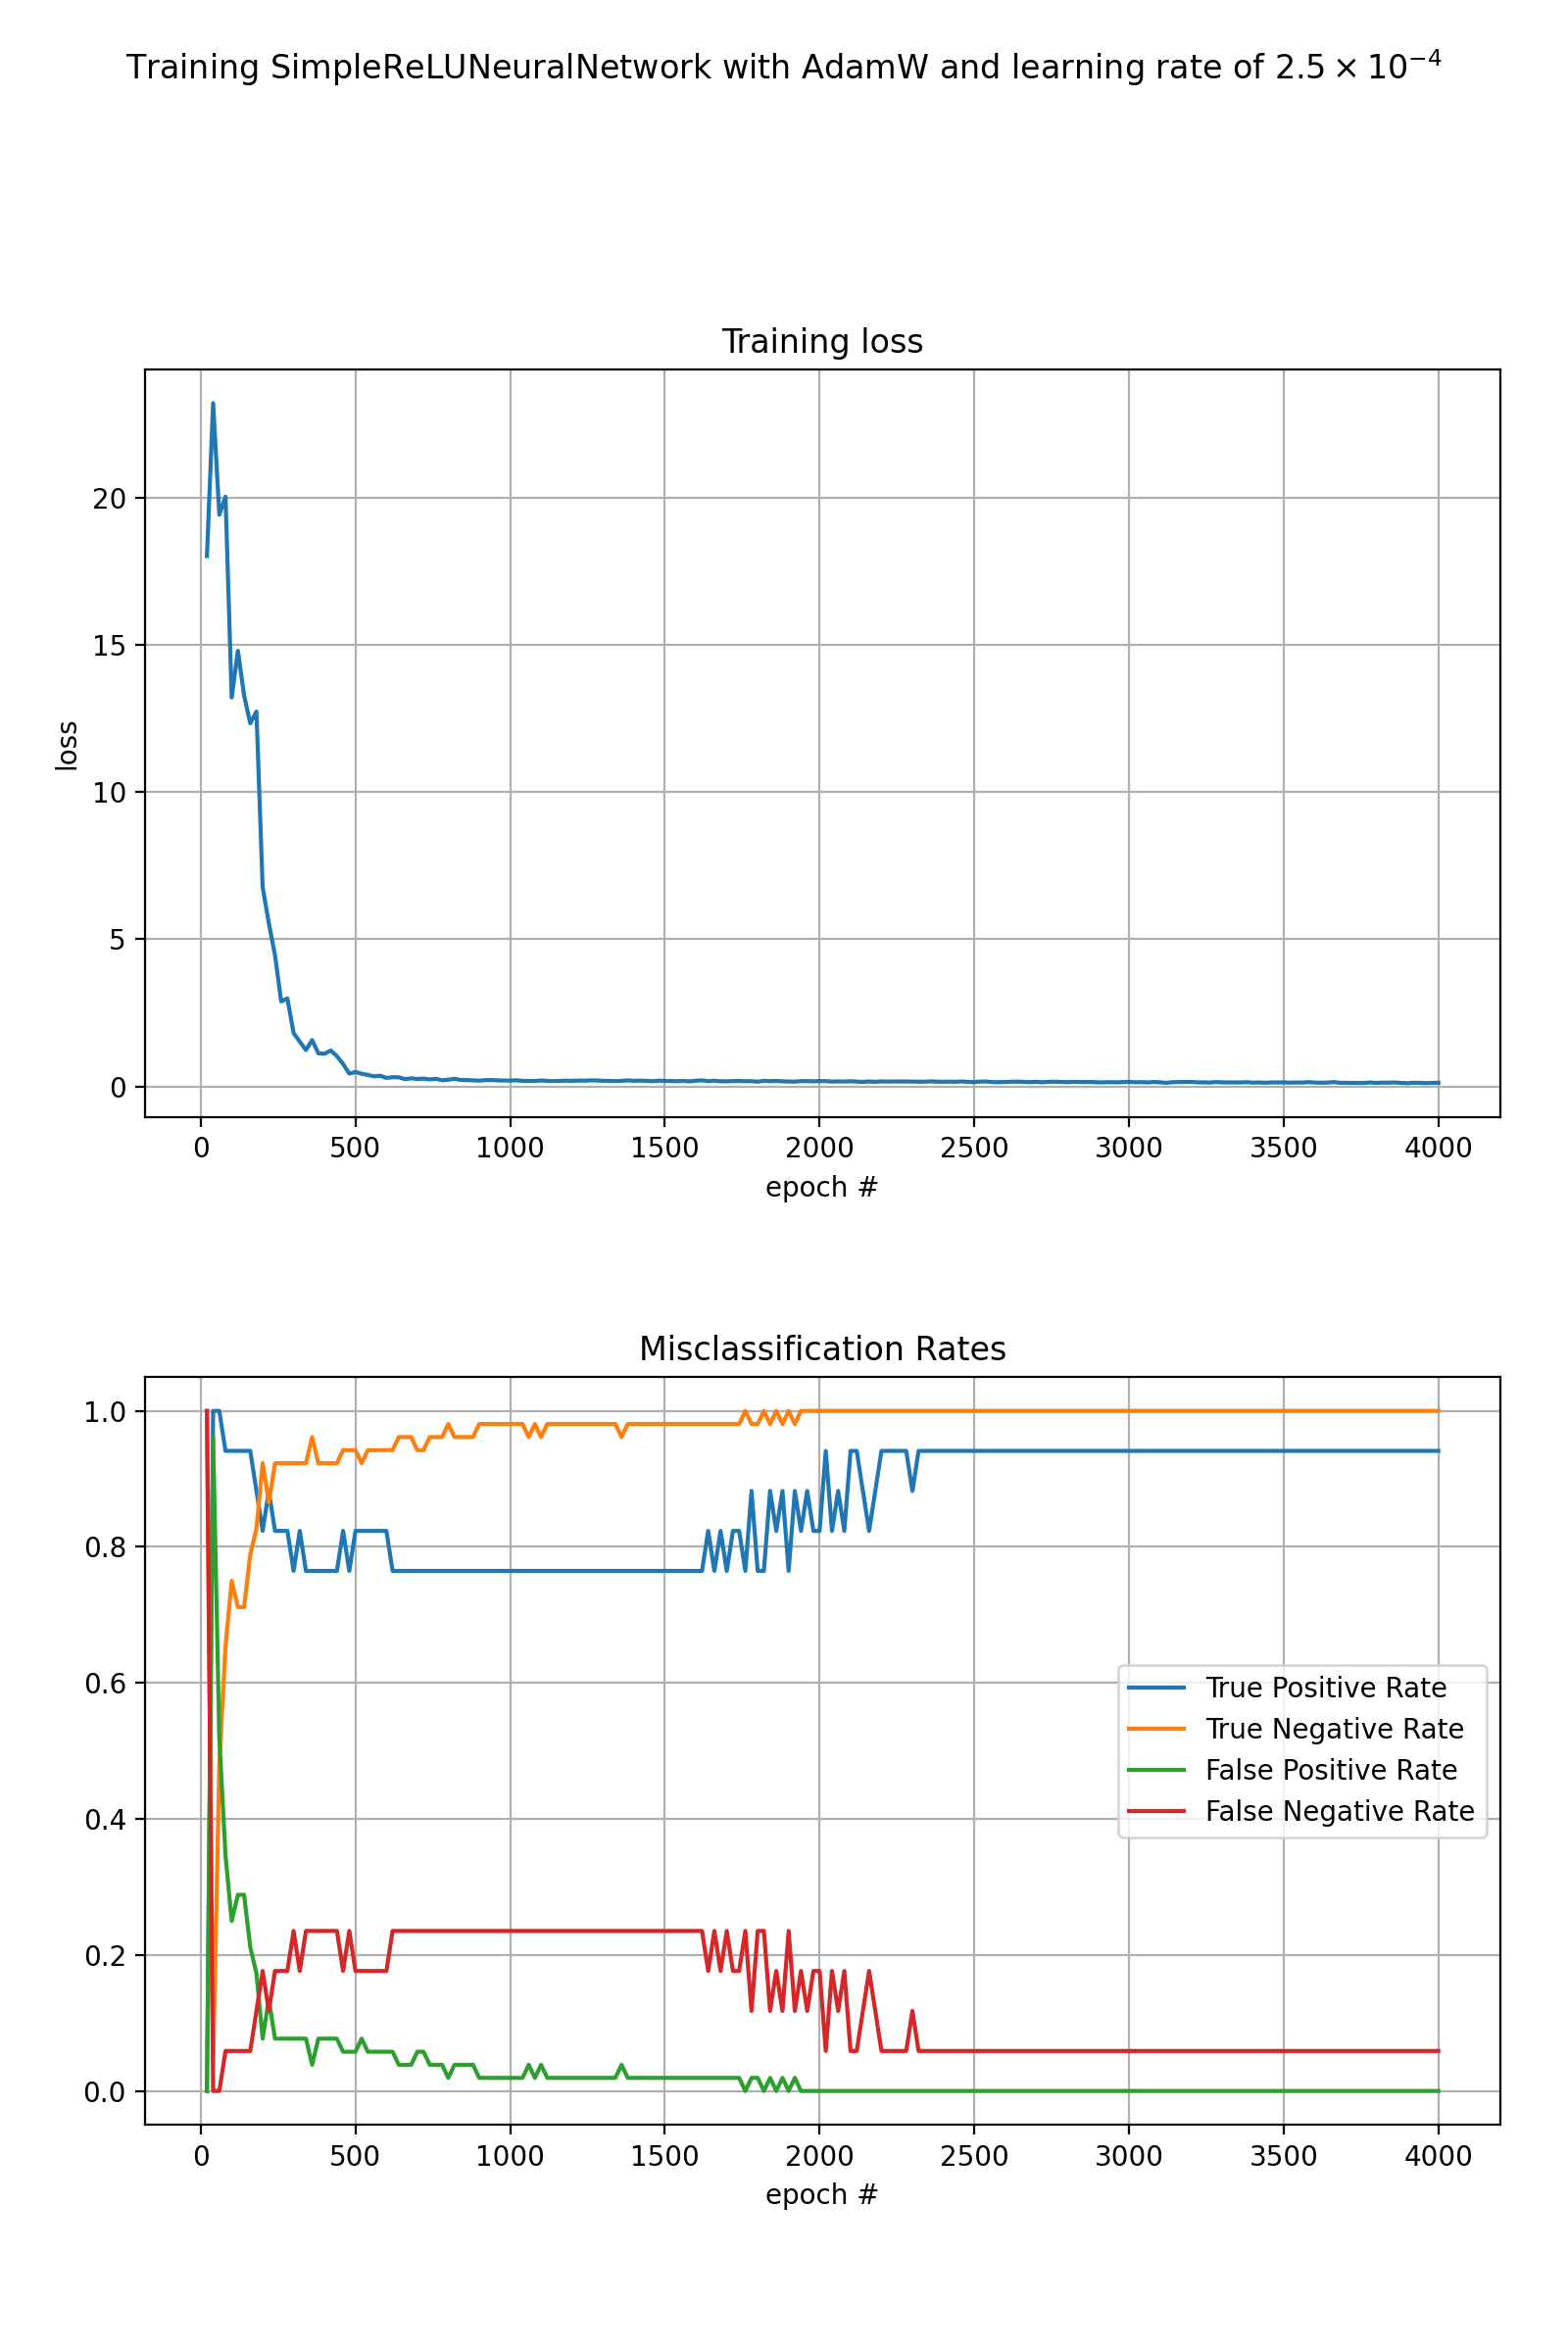 Training SimpleReLUNeuralNetwork with AdamW and learning rate of 2.5 × 10⁻⁴
Training loss
20
15
10
5
0
loss
0 500 1000 1500 2000 2500 3000 3500 4000
epoch #
Misclassification Rates
1.0
0.8
0.6
0.4
0.2
0.0
True Positive Rate
True Negative Rate
False Positive Rate
False Negative Rate
0 500 1000 1500 2000 2500 3000 3500 4000
epoch #